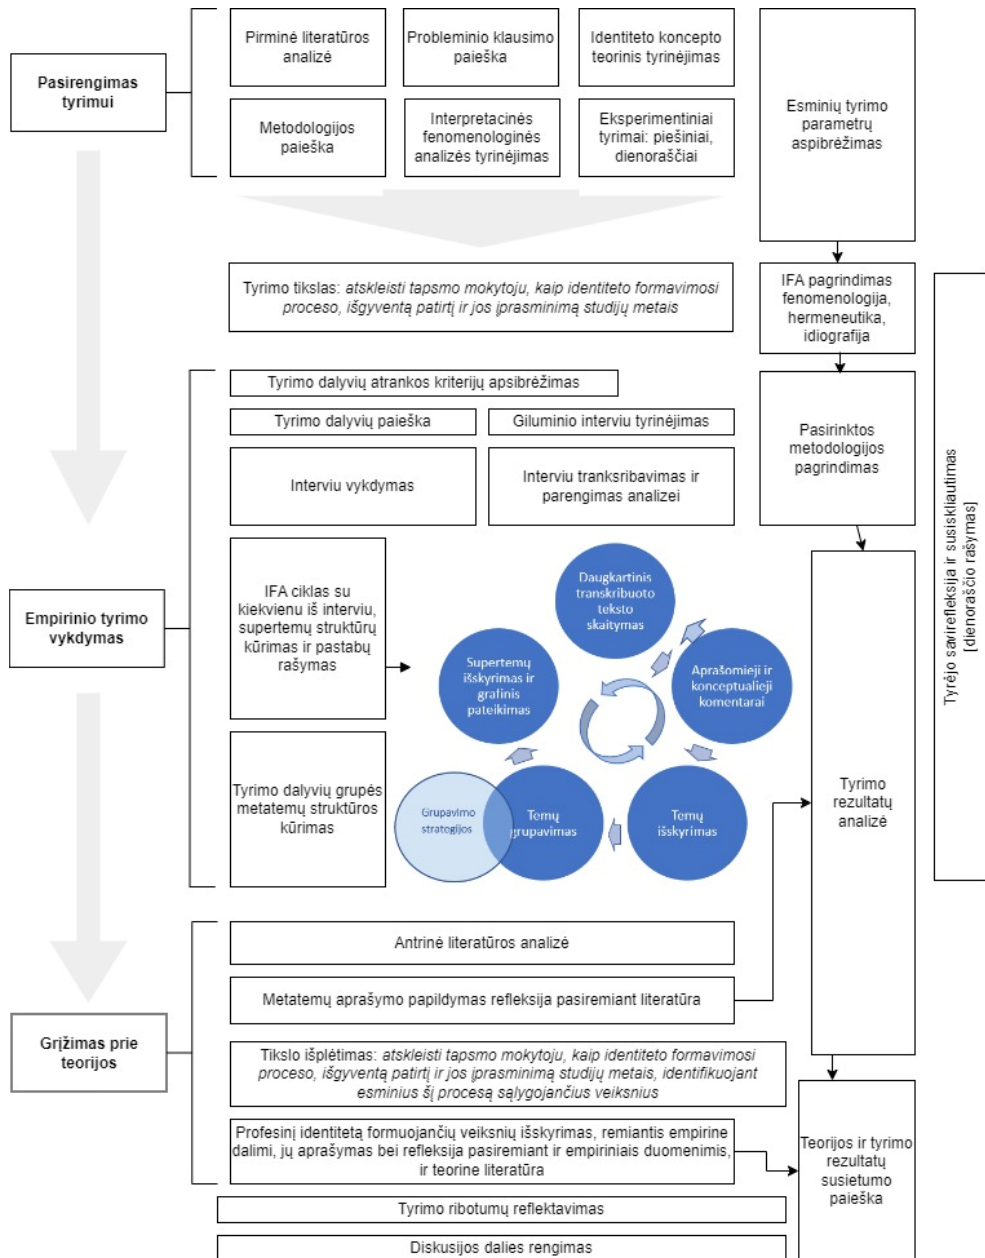 Pasirengimas
tyrimui
Pirminė literatūros
analizė
Probleminio klausimo
paieška
Identiteto koncepto
teorinis tyrinėjimas
Metodologijos
paieška
Interpretacinės
fenomenologinės
analizės tyrinėjimas
Eksperimentiniai
tyrimai: piešiniai,
dienoraščiai
Esminių tyrimo
parametrų
aspibrėžimas
Tyrimo tikslas: atskleisti tapsmo mokytoju, kaip identiteto formavimosi
proceso, išgyventą patirtį ir jos įprasminimą studijų metais
IFA pagrindimas
fenomenologija,
hermeneutika,
idiografija
Empirinio tyrimo
vykdymas
Tyrimo dalyvių atrankos kriterijų apsibrėžimas
Tyrimo dalyvių paieška
Giluminio interviu tyrinėjimas
Interviu vykdymas
Interviu tranksribavimas ir
parengimas analizei
Pasirinktos
metodologijos
pagrindimas
IFA ciklas su
kiekvienu iš interviu,
supertemų struktūrų
kūrimas ir pastabų
rašymas
Tyrimo dalyvių grupės
metatemų struktūros
kūrimas
Daugkartinis
transkribuoto
teksto
skaitymas
Aprašomieji ir
konceptualieji
komentarai
Temų
išskyrimas
Temų
grupavimas
Grupavimo
strategijos
Supertemų
išskyrimas ir
grafinis
pateikimas
Tyrimo
rezultatų
analizė
Tyrėjo savirefleksija ir susiskliautimas
[dienoraščio rašymas]
Grįžimas prie
teorijos
Antrinė literatūros analizė
Metatemų aprašymo papildymas refleksija pasiremiant literatūra
Tikslo išplėtimas: atskleisti tapsmo mokytoju, kaip identiteto formavimosi
proceso, išgyventą patirtį ir jos įprasminimą studijų metais, identifikuojant
esminius šį procesą sąlygojančius veiksnius
Profesinį identitetą formuojančių veiksnių išskyrimas, remiantis empirine
dalimi, jų aprašymas bei refleksija pasiremiant ir empiriniais duomenimis,
ir teorine literatūra
Teorijos ir tyrimo
rezultatų
susietumo
paieška
Tyrimo ribotumų reflektavimas
Diskusijos dalies rengimas